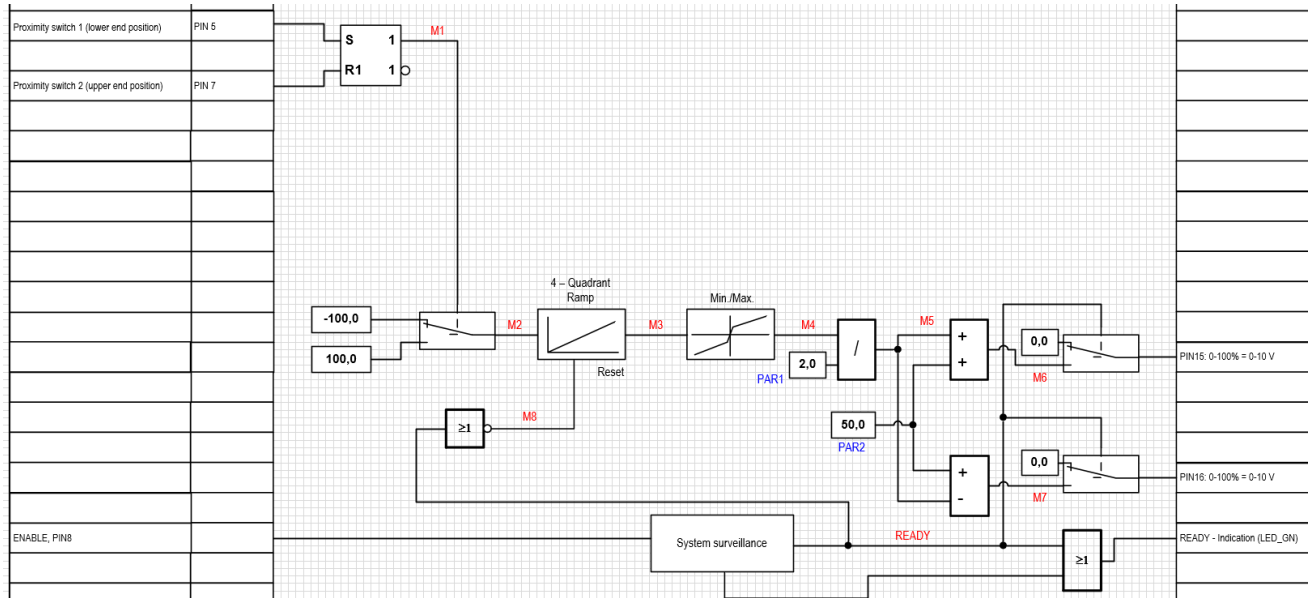 Proximity switch 1 (lower end position) PIN 5
S 1
M1
R1 1
Proximity switch 2 (upper end position) PIN 7
4 – Quadrant
Ramp
Min./Max.
-100,0
M2
M3
M4
M5
100,0
2,0
/
+
+
0,0
PIN15: 0-100% = 0-10 V
Reset
PAR1
M6
≥1
M8
50,0
PAR2
+
-
0,0
PIN16: 0-100% = 0-10 V
M7
ENABLE, PIN8
System surveillance
READY
≥1
READY - Indication (LED_GN)